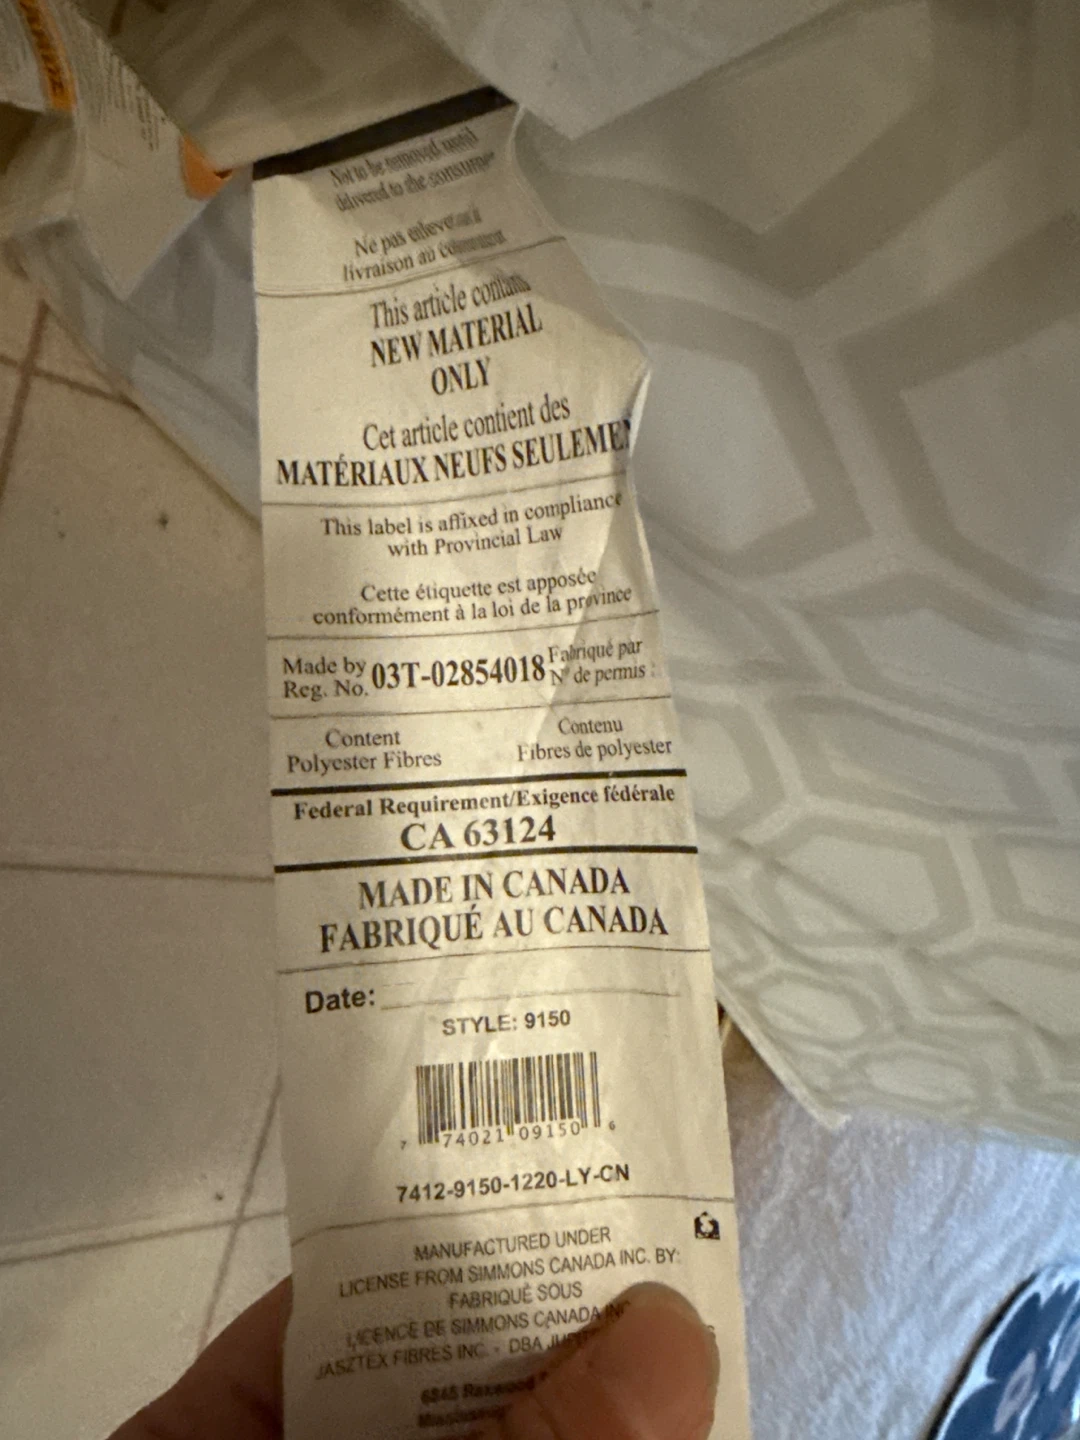 Not to be removed until
delivered to the consumer
Ne pas enlever
livraison au
This article contains
NEW MATERIAL
ONLY
Cet article contient des
MATÉRIAUX NEUFS SEULEMEN
This label is affixed in compliance
with Provincial Law
Cette étiquette est apposée
conformément à la loi de la province
Made by Reg. No. 03T-02854018 Fabriqué par N° de permis :
Content Contenu
Polyester Fibres Fibres de polyester
Federal Requirement/Exigence fédérale
CA 63124
MADE IN CANADA
FABRIQUÉ AU CANADA
Date:
STYLE: 9150
7 74021 09150 6
7412-9150-1220-LY-CN
MANUFACTURED UNDER
LICENSE FROM SIMMONS CANADA INC. BY:
FABRIQUÉ SOUS
LICENCE DE SIMMONS CANADA INC
JASZTEX FIBRES INC. - DBA